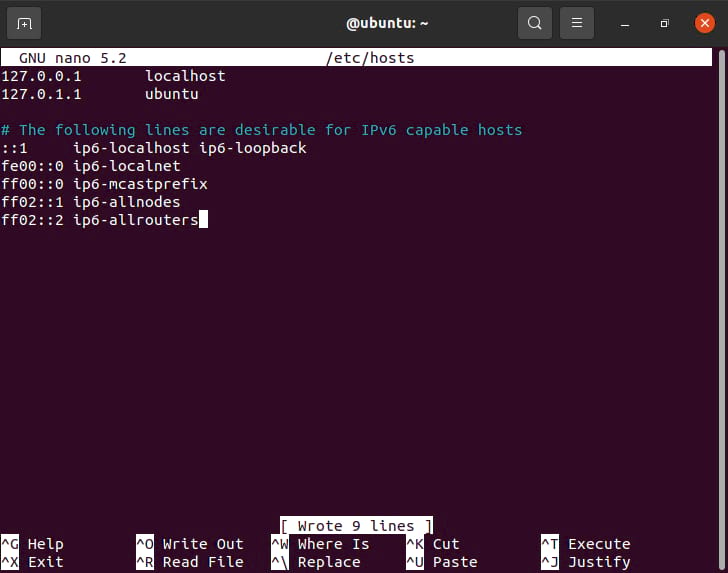 @ubuntu: ~
GNU nano 5.2 /etc/hosts
127.0.0.1 localhost
127.0.1.1 ubuntu
# The following lines are desirable for IPv6 capable hosts
::1 ip6-localhost ip6-loopback
fe00::0 ip6-localnet
ff00::0 ip6-mcastprefix
ff02::1 ip6-allnodes
ff02::2 ip6-allrouters
[ Wrote 9 lines ]
^G Help ^O Write Out ^W Where Is ^K Cut ^T Execute
^X Exit ^R Read File ^\ Replace ^U Paste ^J Justify